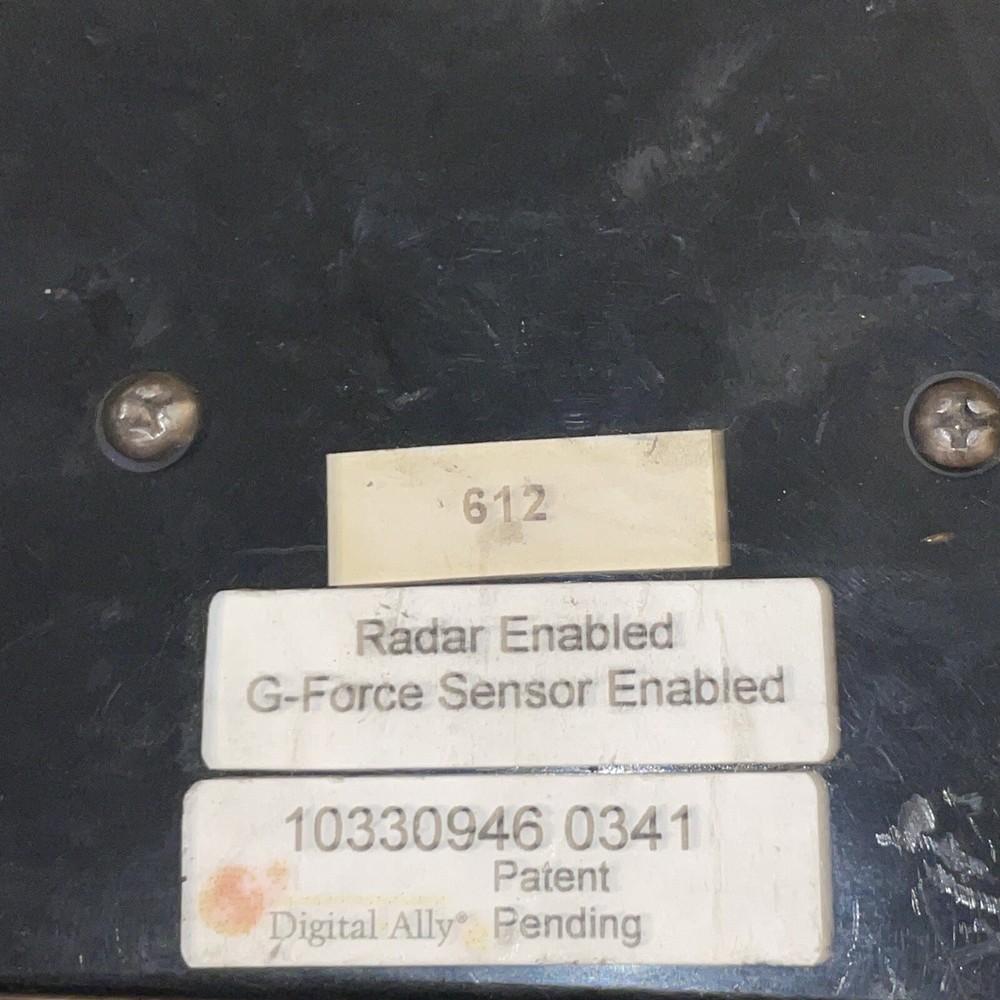 612
Radar Enabled
G-Force Sensor Enabled
10330946 0341
Patent
Digital Ally® Pending